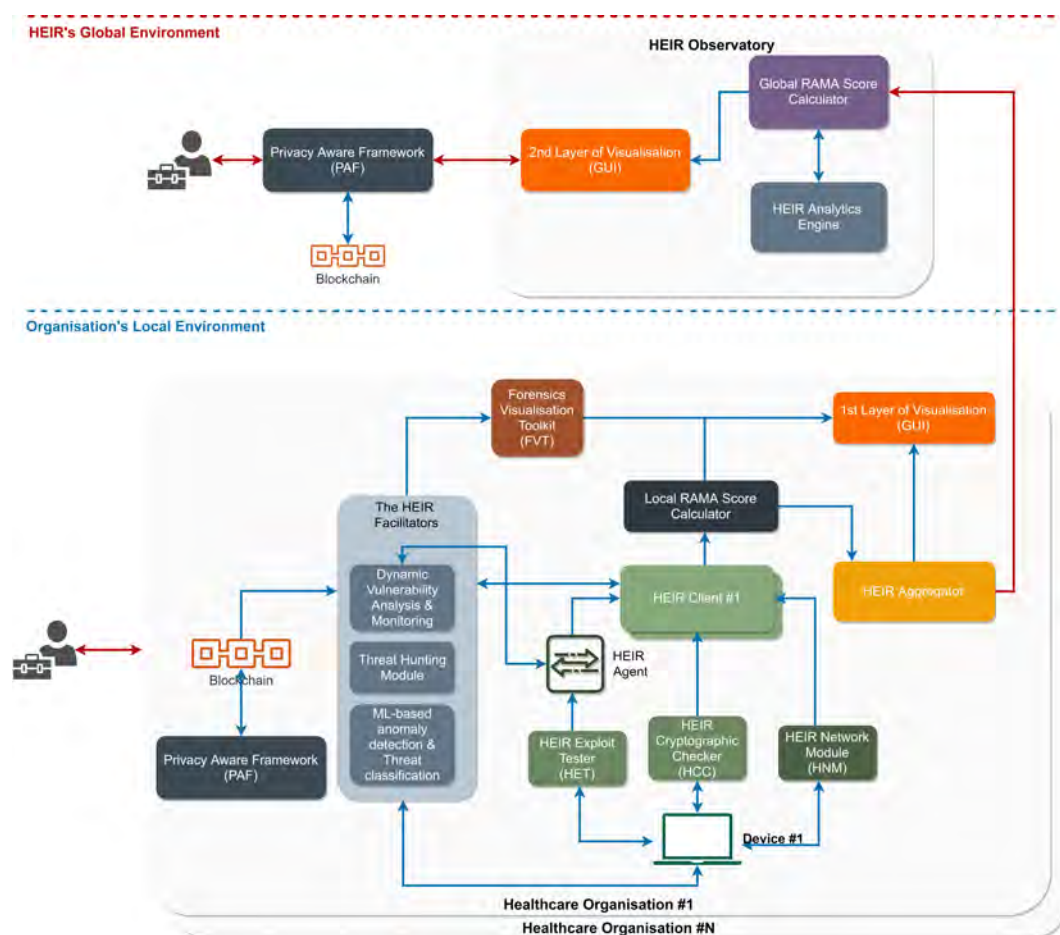 HEIR's Global Environment
HEIR Observatory
Global RAMA Score
Calculator
Privacy Aware Framework
(PAF)
2nd Layer of Visualisation
(GUI)
HEIR Analytics
Engine
Blockchain
Organisation's Local Environment
Forensics
Visualisation
Toolkit
(FVT)
1st Layer of Visualisation
(GUI)
The HEIR
Facilitators
Local RAMA Score
Calculator
Dynamic
Vulnerability
Analysis &
Monitoring
HEIR Client #1
HEIR Aggregator
HEIR
Agent
Threat Hunting
Module
Blockchain
ML-based
anomaly
detection &
Threat
classification
Privacy Aware Framework
(PAF)
HEIR Exploit
Tester
(HET)
HEIR
Cryptographic
Checker
(HCC)
HEIR Network
Module
(HNM)
Device #1
Healthcare Organisation #1
Healthcare Organisation #N